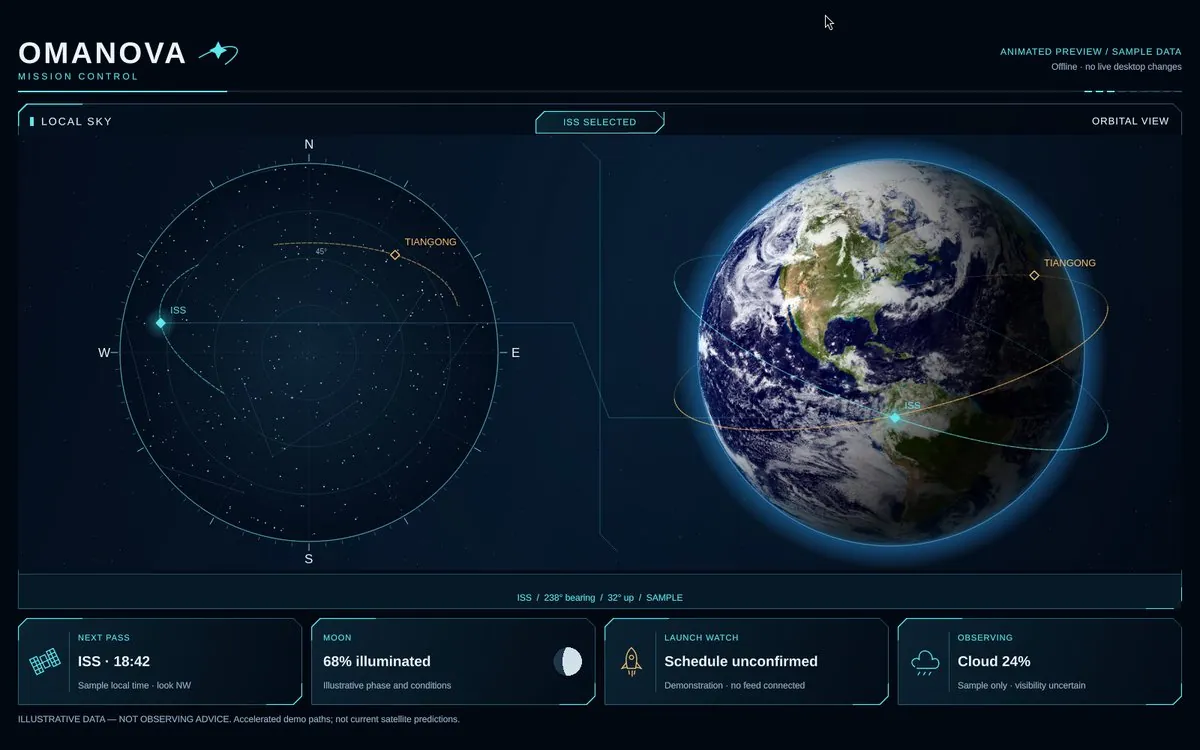 OMANOVA
MISSION CONTROL
ANIMATED PREVIEW / SAMPLE DATA
Offline · no live desktop changes
LOCAL SKY
ISS SELECTED
ORBITAL VIEW
N
45°
TIANGONG
ISS
W
E
S
TIANGONG
ISS
ISS / 238° bearing / 32° up / SAMPLE
NEXT PASS
ISS · 18:42
Sample local time · look NW
MOON
68% illuminated
Illustrative phase and conditions
LAUNCH WATCH
Schedule unconfirmed
Demonstration · no feed connected
OBSERVING
Cloud 24%
Sample only · visibility uncertain
ILLUSTRATIVE DATA — NOT OBSERVING ADVICE. Accelerated demo paths; not current satellite predictions.